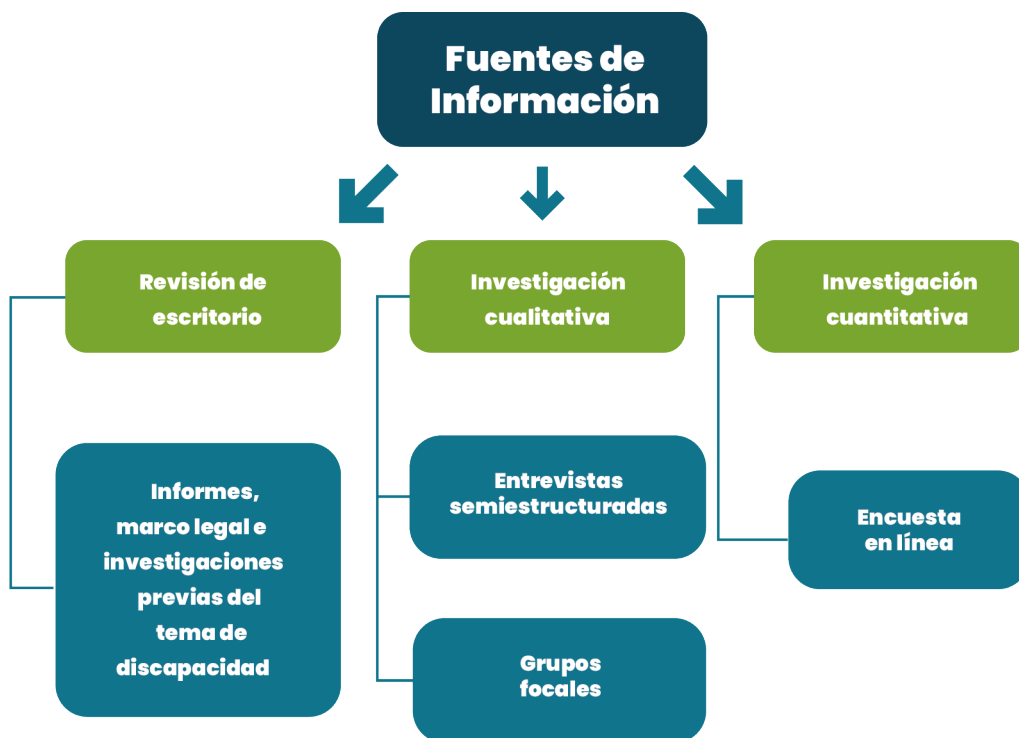 Fuentes de
Información
Revisión de
escritorio
Informes,
marco legal e
investigaciones
previas del
tema de
discapacidad
Investigación
cualitativa
Entrevistas
semiestructuradas
Grupos
focales
Investigación
cuantitativa
Encuesta
en línea